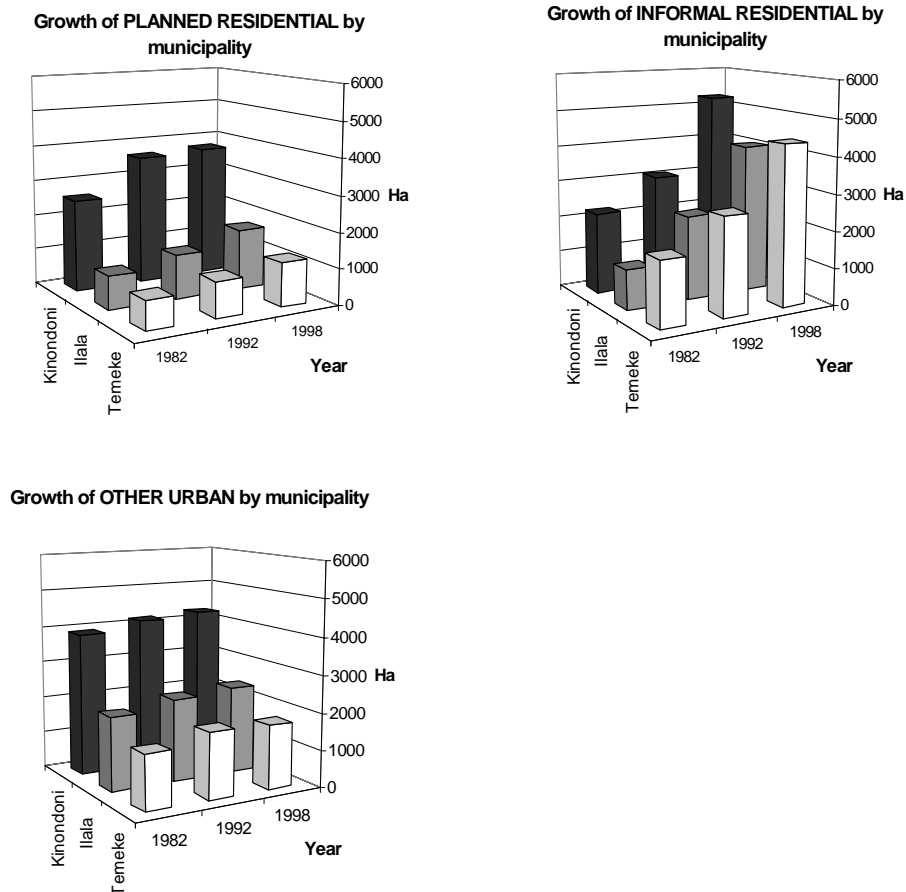 Growth of PLANNED RESIDENTIAL by
municipality
6000
5000
4000
3000 Ha
2000
1000
0
Kinondoni
Ilala
Temeke
1982
1992
1998
Year
Growth of INFORMAL RESIDENTIAL by
municipality
6000
5000
4000
3000 Ha
2000
1000
0
Kinondoni
Ilala
Temeke
1982
1992
1998
Year
Growth of OTHER URBAN by municipality
6000
5000
4000
3000 Ha
2000
1000
0
Kinondoni
Ilala
Temeke
1982
1992
1998
Year